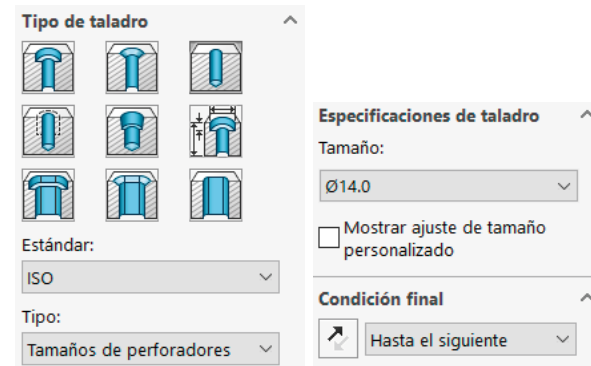 Tipo de taladro
Estándar:
ISO
Tipo:
Tamaños de perforadores
Especificaciones de taladro
Tamaño:
Ø14.0
Mostrar ajuste de tamaño
personalizado
Condición final
Hasta el siguiente